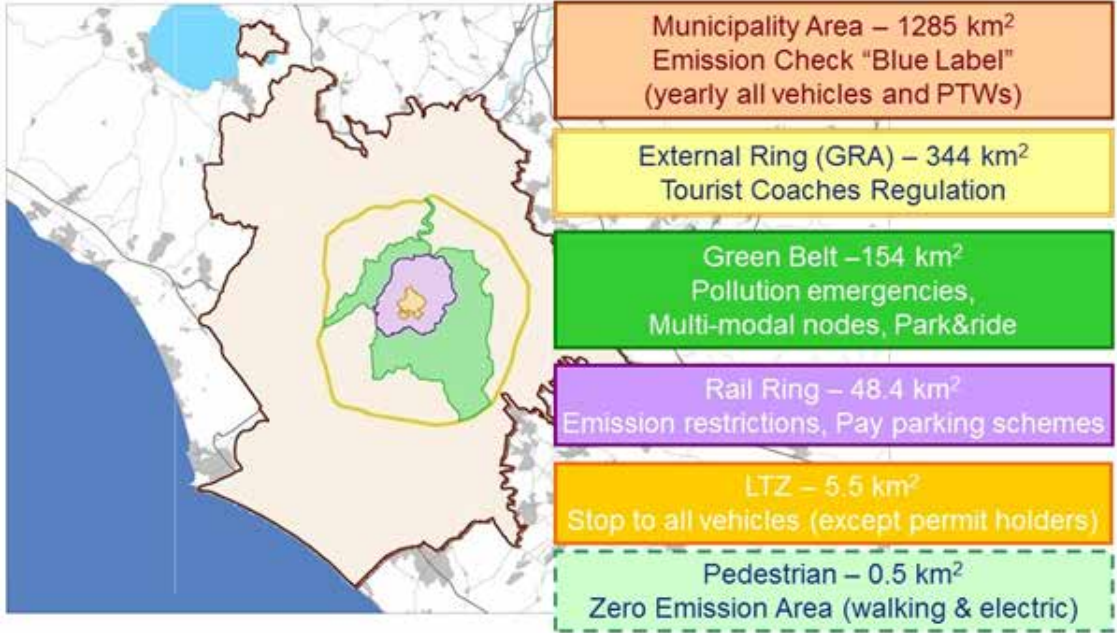 Municipality Area – 1285 km²
Emission Check “Blue Label”
(yearly all vehicles and PTWs)
External Ring (GRA) – 344 km²
Tourist Coaches Regulation
Green Belt –154 km²
Pollution emergencies,
Multi-modal nodes, Park&ride
Rail Ring – 48.4 km²
Emission restrictions, Pay parking schemes
LTZ – 5.5 km²
Stop to all vehicles (except permit holders)
Pedestrian – 0.5 km²
Zero Emission Area (walking & electric)